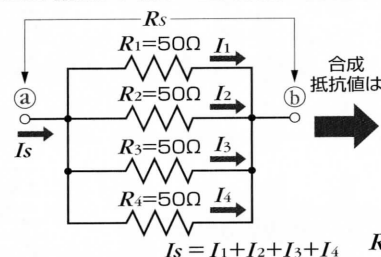 Rs
R1=50Ω I1
ⓐ
ⓑ
合成
抵抗値は
R2=50Ω I2
Is
R3=50Ω I3
R4=50Ω I4
Is = I1+I2+I3+I4
R